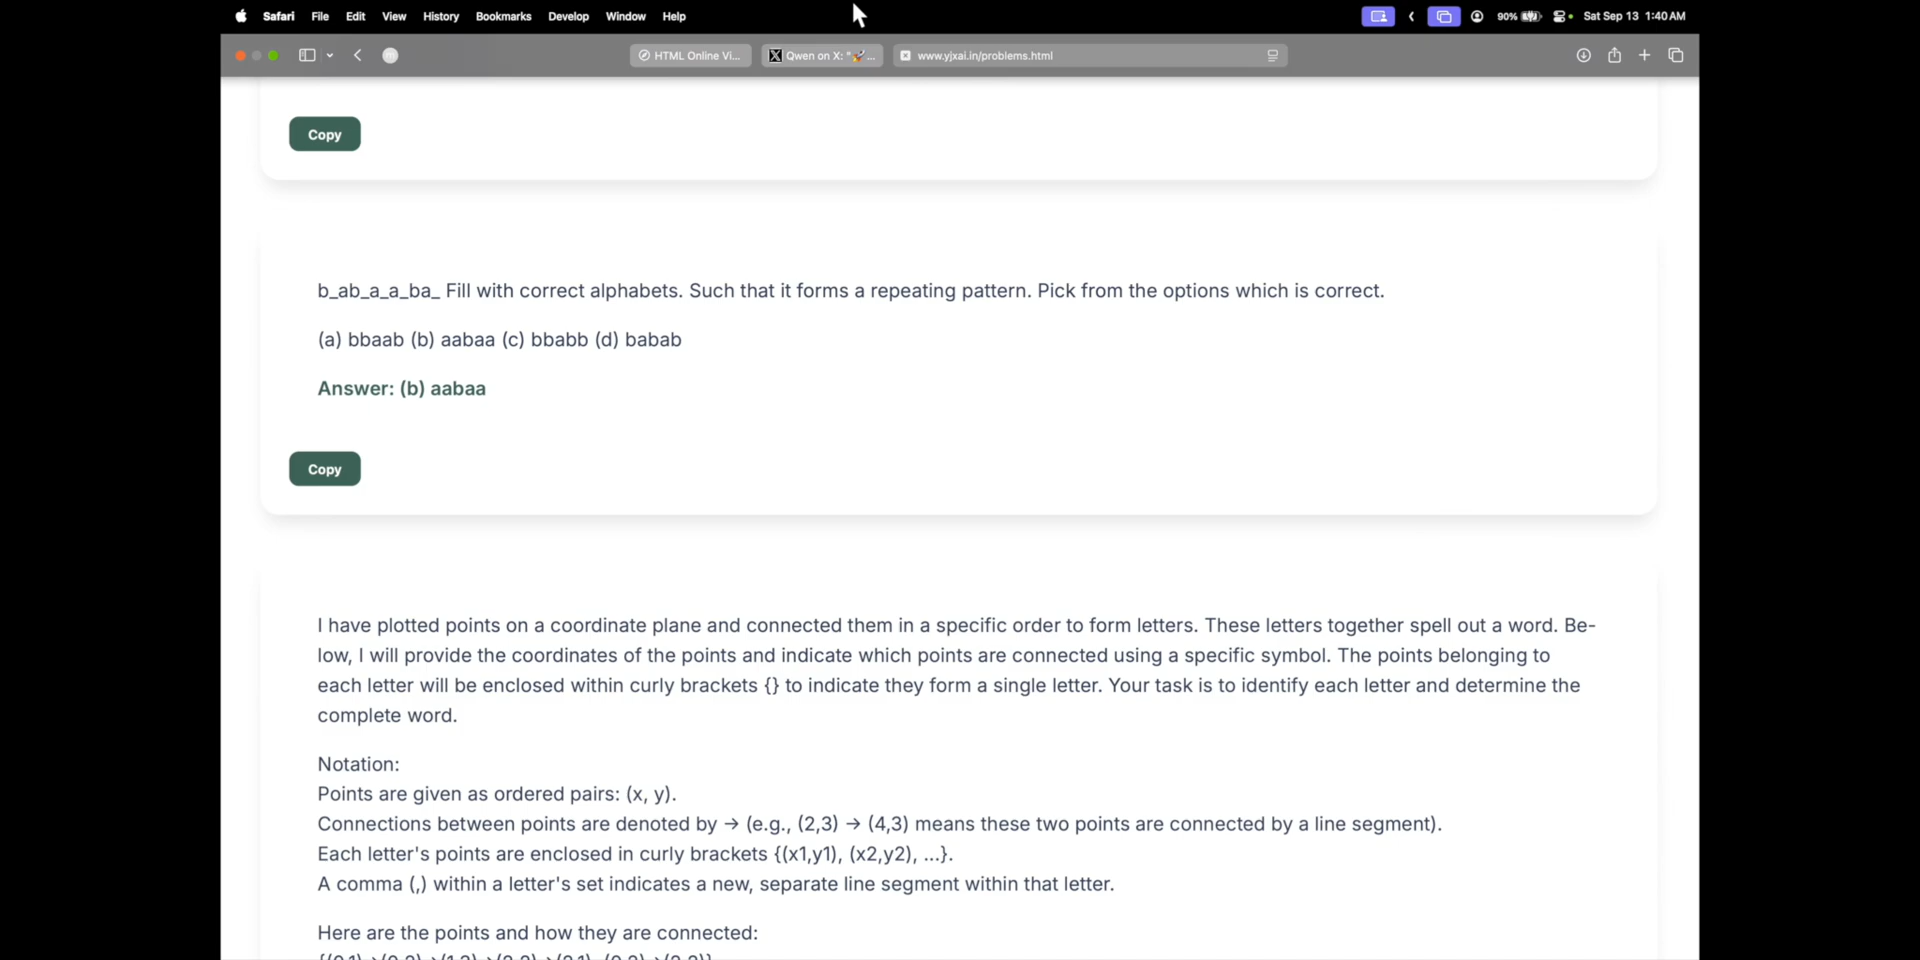 Safari File Edit View History Bookmarks Develop Window Help 90% Sat Sep 13 1:40 AM
HTML Online Vi... Qwen on X: "🚀... www.yjxai.in/problems.html
Copy
b_ab_a_a_ba_ Fill with correct alphabets. Such that it forms a repeating pattern. Pick from the options which is correct.
(a) bbaab (b) aabaa (c) bbabb (d) babab
Answer: (b) aabaa
Copy
I have plotted points on a coordinate plane and connected them in a specific order to form letters. These letters together spell out a word. Be-
low, I will provide the coordinates of the points and indicate which points are connected using a specific symbol. The points belonging to
each letter will be enclosed within curly brackets {} to indicate they form a single letter. Your task is to identify each letter and determine the
complete word.
Notation:
Points are given as ordered pairs: (x, y).
Connections between points are denoted by → (e.g., (2,3) → (4,3) means these two points are connected by a line segment).
Each letter's points are enclosed in curly brackets {(x1,y1), (x2,y2), ...}.
A comma (,) within a letter's set indicates a new, separate line segment within that letter.
Here are the points and how they are connected: